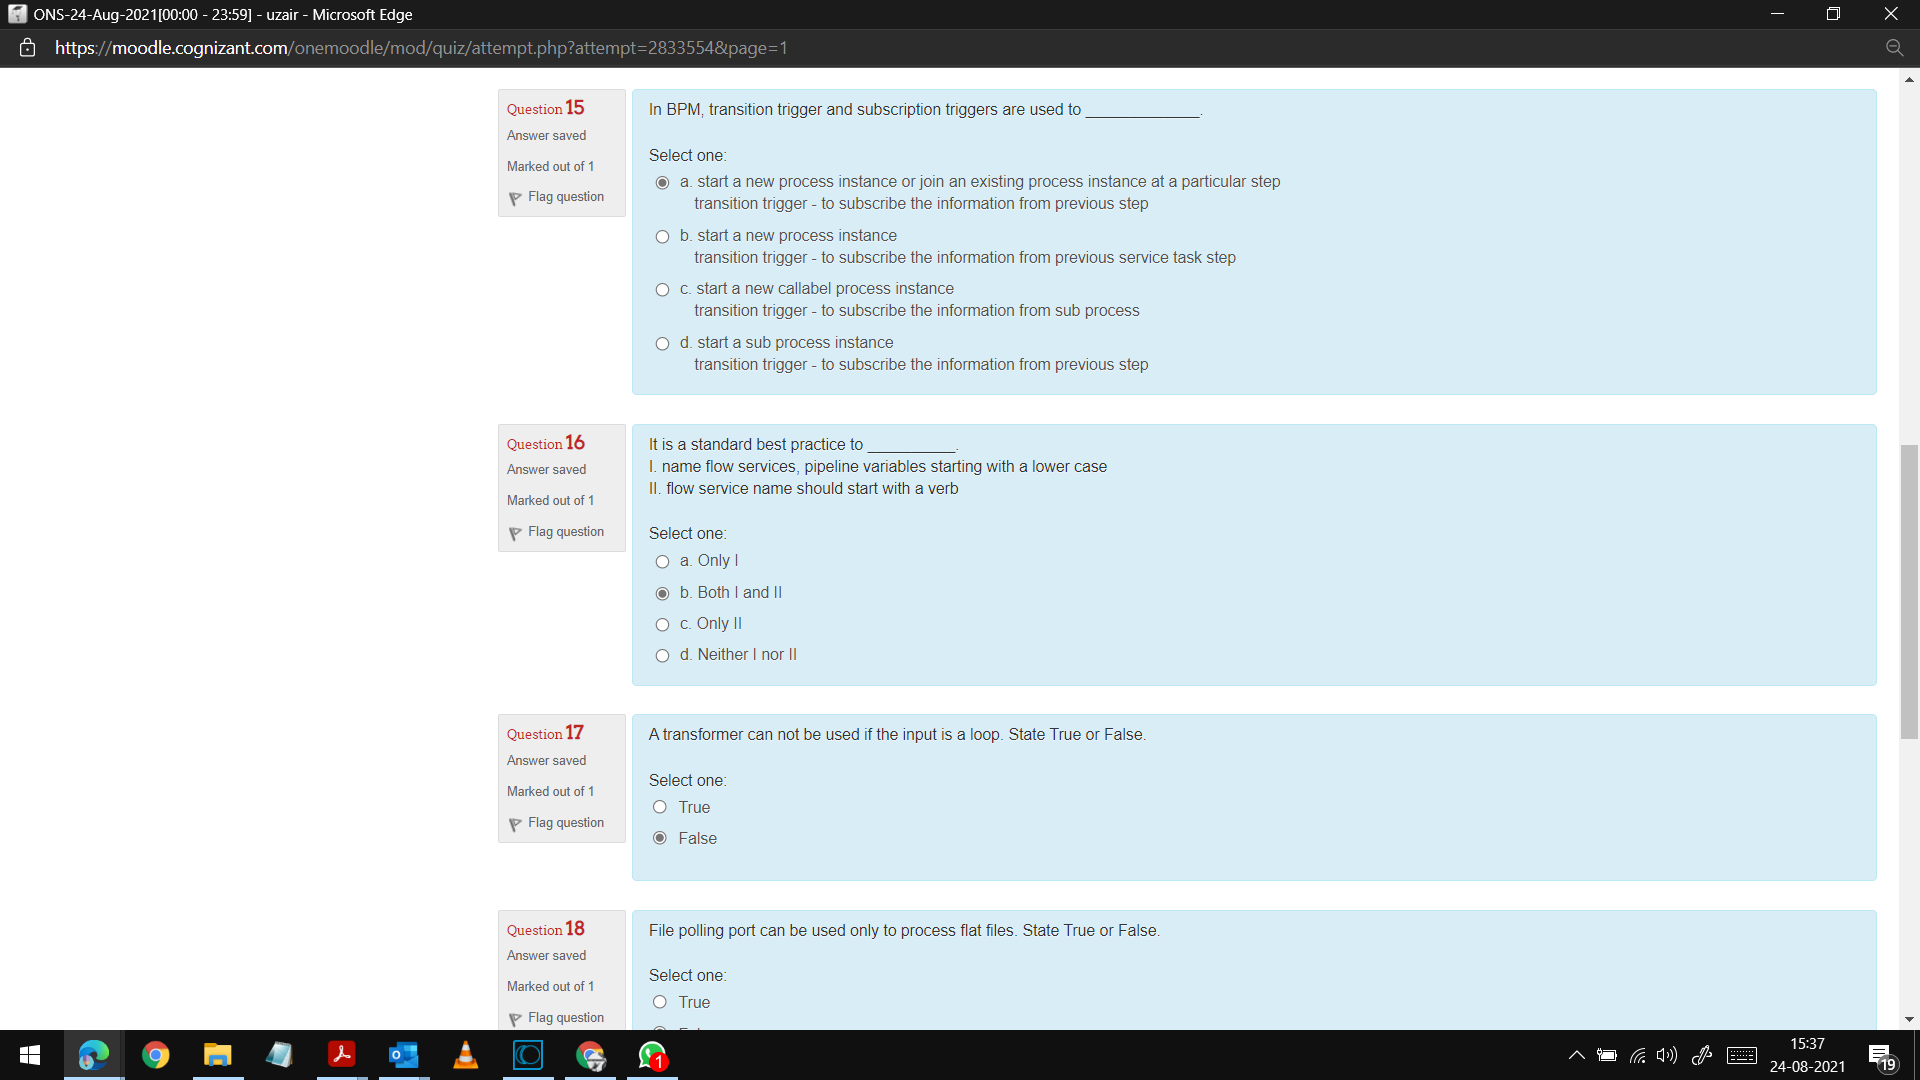 ONS-24-Aug-2021[00:00 - 23:59] - uzair - Microsoft Edge
https://moodle.cognizant.com/onemoodle/mod/quiz/attempt.php?attempt=2833554&page=1
Question 15
Answer saved
Marked out of 1
Flag question
In BPM, transition trigger and subscription triggers are used to _____________.
Select one:
a. start a new process instance or join an existing process instance at a particular step
transition trigger - to subscribe the information from previous step
b. start a new process instance
transition trigger - to subscribe the information from previous service task step
c. start a new callabel process instance
transition trigger - to subscribe the information from sub process
d. start a sub process instance
transition trigger - to subscribe the information from previous step
Question 16
Answer saved
Marked out of 1
Flag question
It is a standard best practice to __________.
I. name flow services, pipeline variables starting with a lower case
II. flow service name should start with a verb
Select one:
a. Only I
b. Both I and II
c. Only II
d. Neither I nor II
Question 17
Answer saved
Marked out of 1
Flag question
A transformer can not be used if the input is a loop. State True or False.
Select one:
True
False
Question 18
Answer saved
Marked out of 1
Flag question
File polling port can be used only to process flat files. State True or False.
Select one:
True
1
15:37
24-08-2021
19